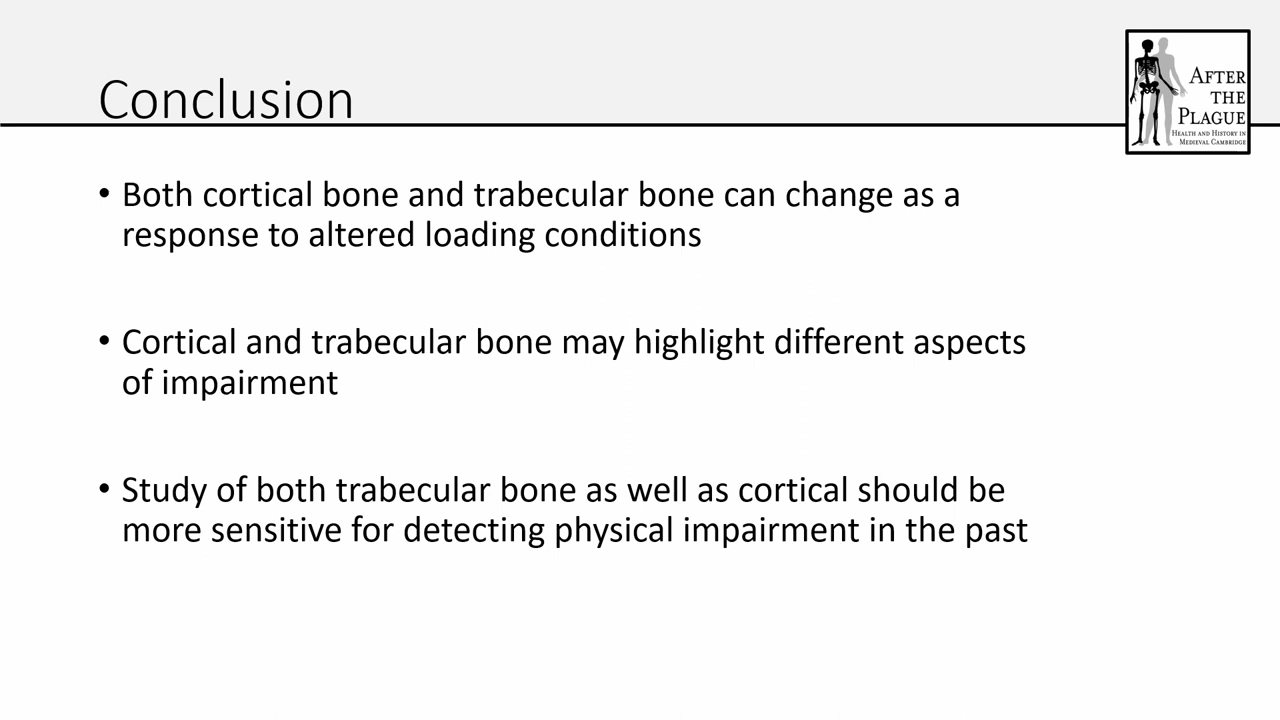 Conclusion
AFTER
THE
PLAGUE
HEALTH AND HISTORY IN
MEDIEVAL CAMBRIDGE
• Both cortical bone and trabecular bone can change as a
response to altered loading conditions
• Cortical and trabecular bone may highlight different aspects
of impairment
• Study of both trabecular bone as well as cortical should be
more sensitive for detecting physical impairment in the past